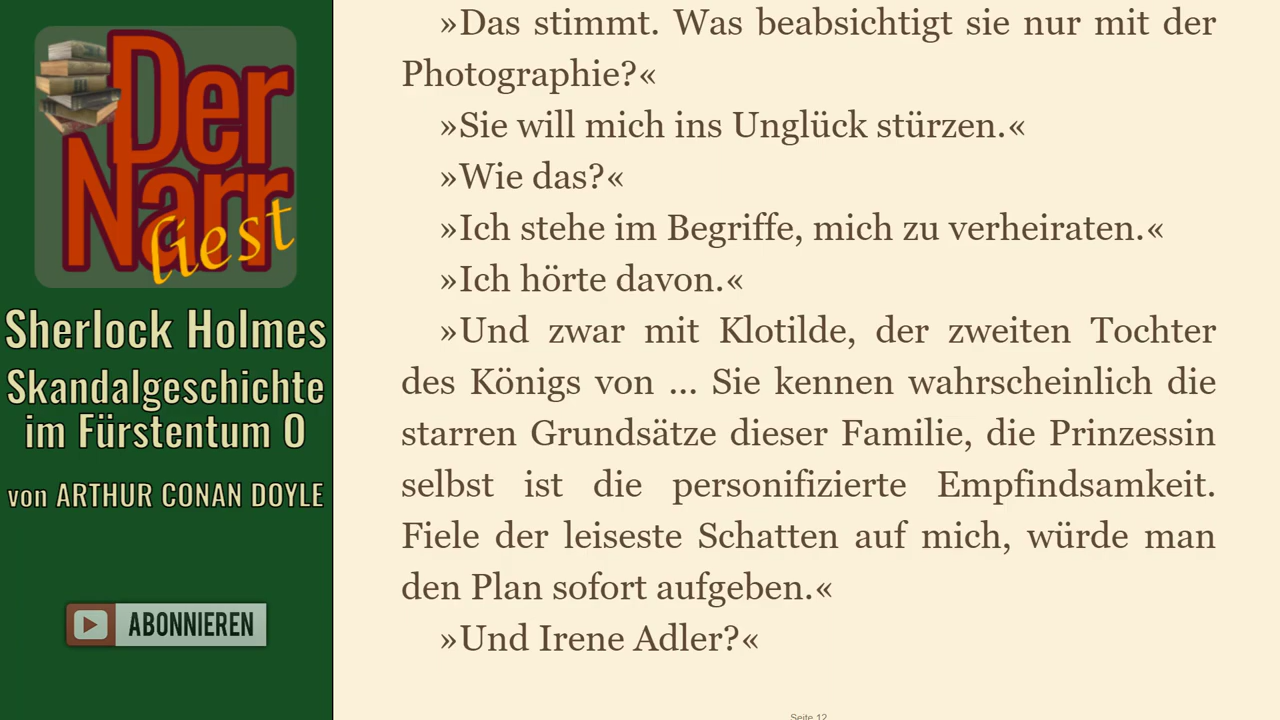 Der
Narr
liest
Sherlock Holmes
Skandalgeschichte
im Fürstentum O
von ARTHUR CONAN DOYLE
ABONNIEREN
»Das stimmt. Was beabsichtigt sie nur mit der
Photographie?«
»Sie will mich ins Unglück stürzen.«
»Wie das?«
»Ich stehe im Begriffe, mich zu verheiraten.«
»Ich hörte davon.«
»Und zwar mit Klotilde, der zweiten Tochter
des Königs von ... Sie kennen wahrscheinlich die
starren Grundsätze dieser Familie, die Prinzessin
selbst ist die personifizierte Empfindsamkeit.
Fiele der leiseste Schatten auf mich, würde man
den Plan sofort aufgeben.«
»Und Irene Adler?«
Seite 12